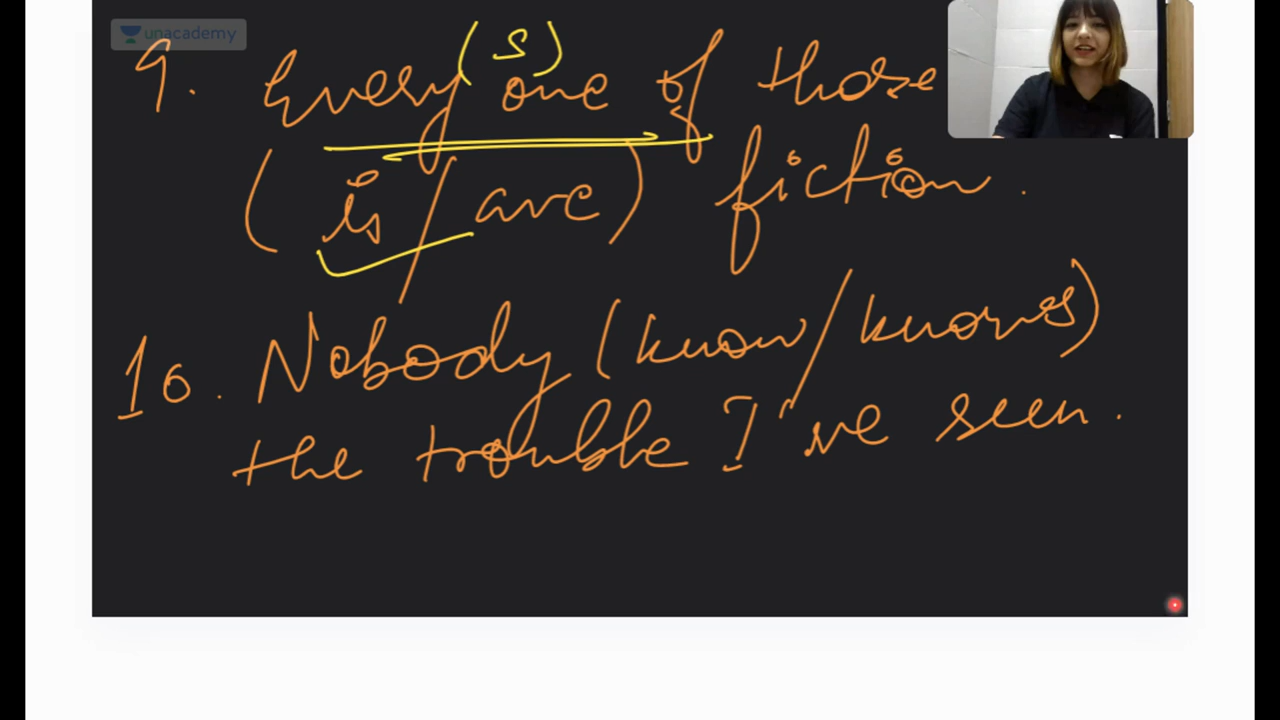 unacademy
(s)
9. Every one of those
(is/are) fiction.
10. Nobody (know/knows)
the trouble I've seen.